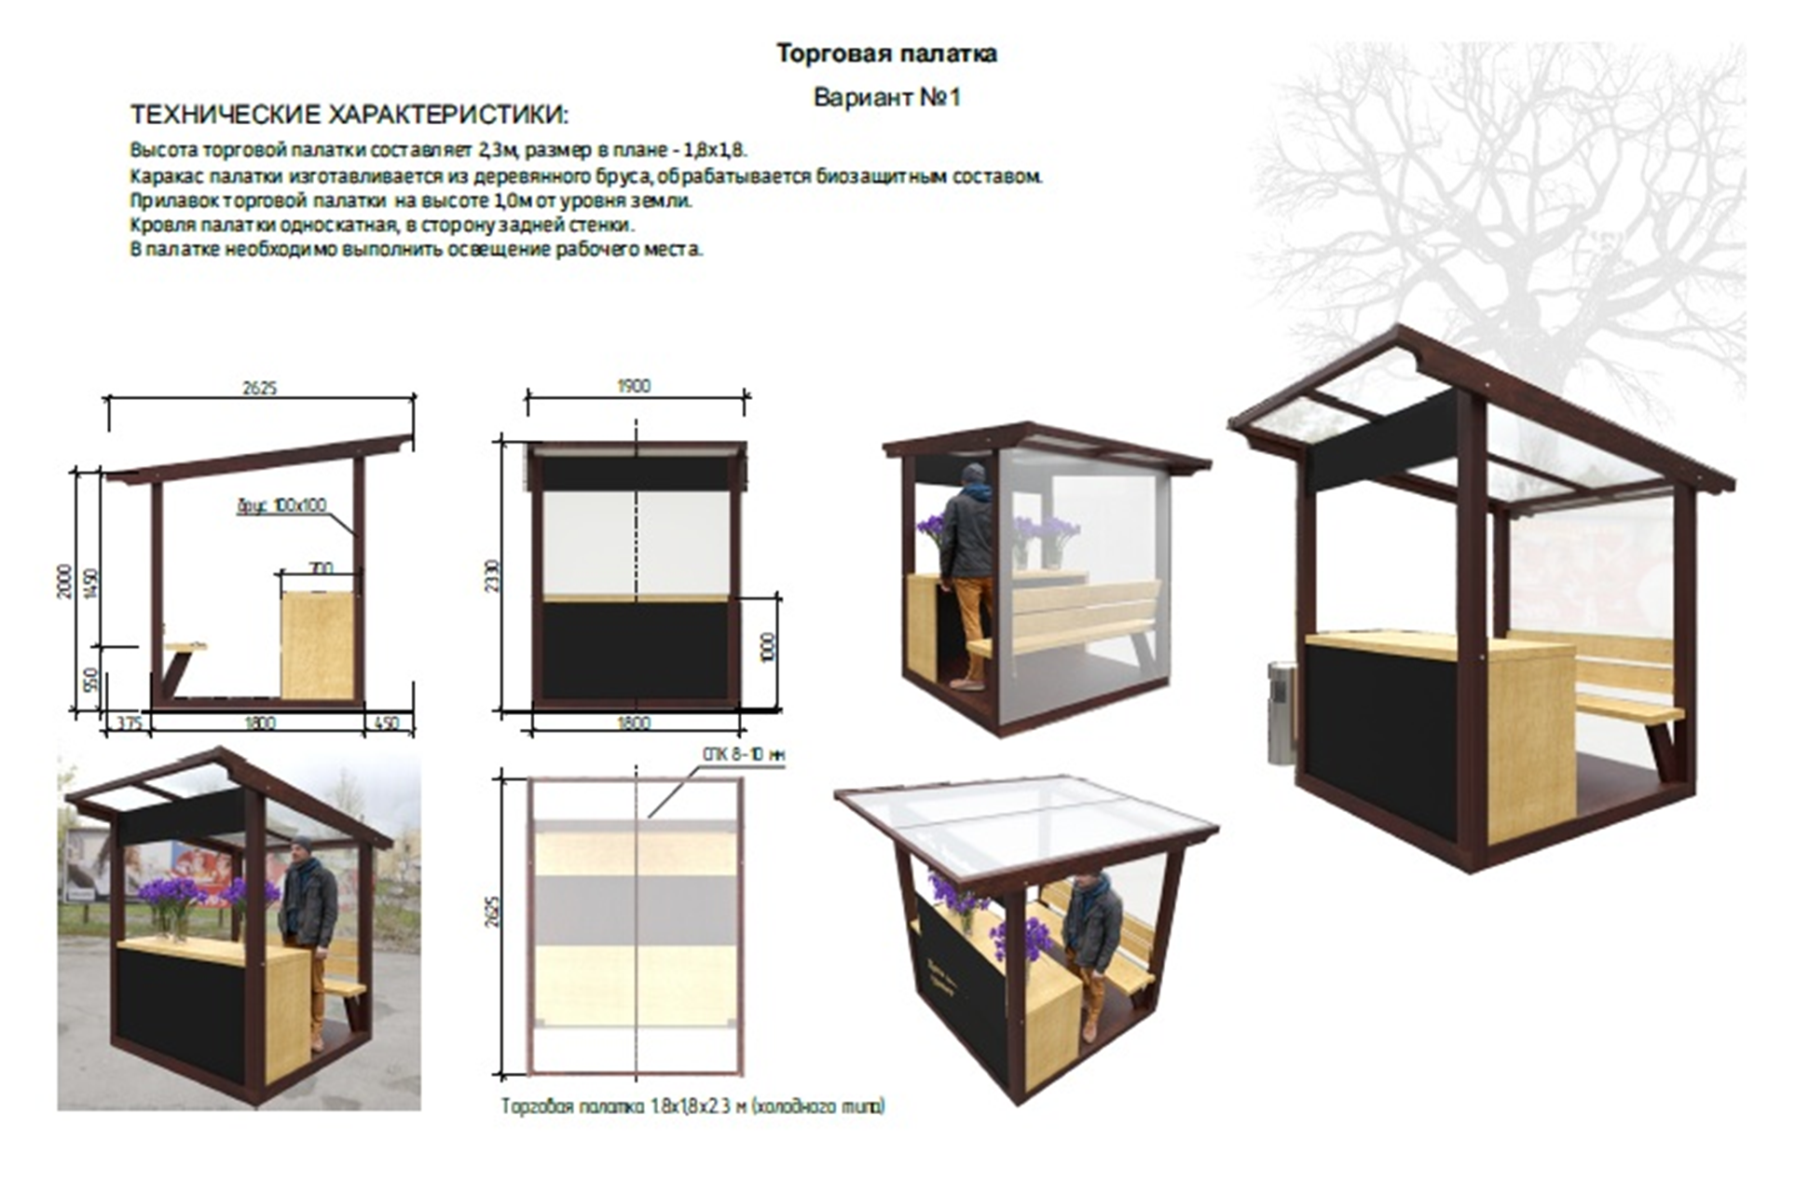 Торговая палатка
Вариант №1
ТЕХНИЧЕСКИЕ ХАРАКТЕРИСТИКИ:
Высота торговой палатки составляет 2,3м, размер в плане - 1,8х1,8.
Каракас палатки изготавливается из деревянного бруса, обрабатывается биозащитным составом.
Прилавок торговой палатки на высоте 1,0м от уровня земли.
Кровля палатки односкатная, в сторону задней стенки.
В палатке необходимо выполнить освещение рабочего места.
2625
брус 100х100
700
2000
1450
550
375
1800
450
1900
2330
1000
1800
СПК 8-10 мм
2625
Торговая палатка 1.8х1,8х2.3 м (холодного типа)